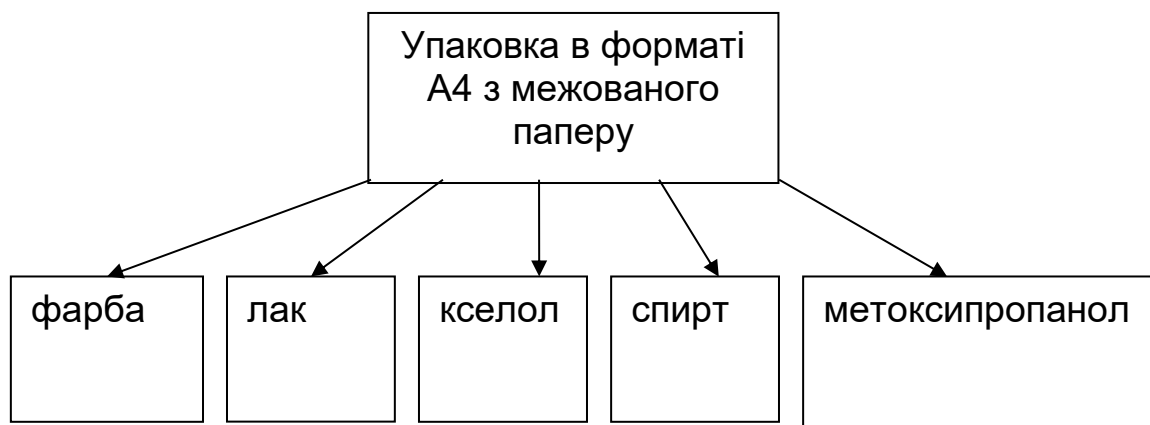 Упаковка в форматі
А4 з межованого
паперу
фарба
лак
кселол
спирт
метоксипропанол